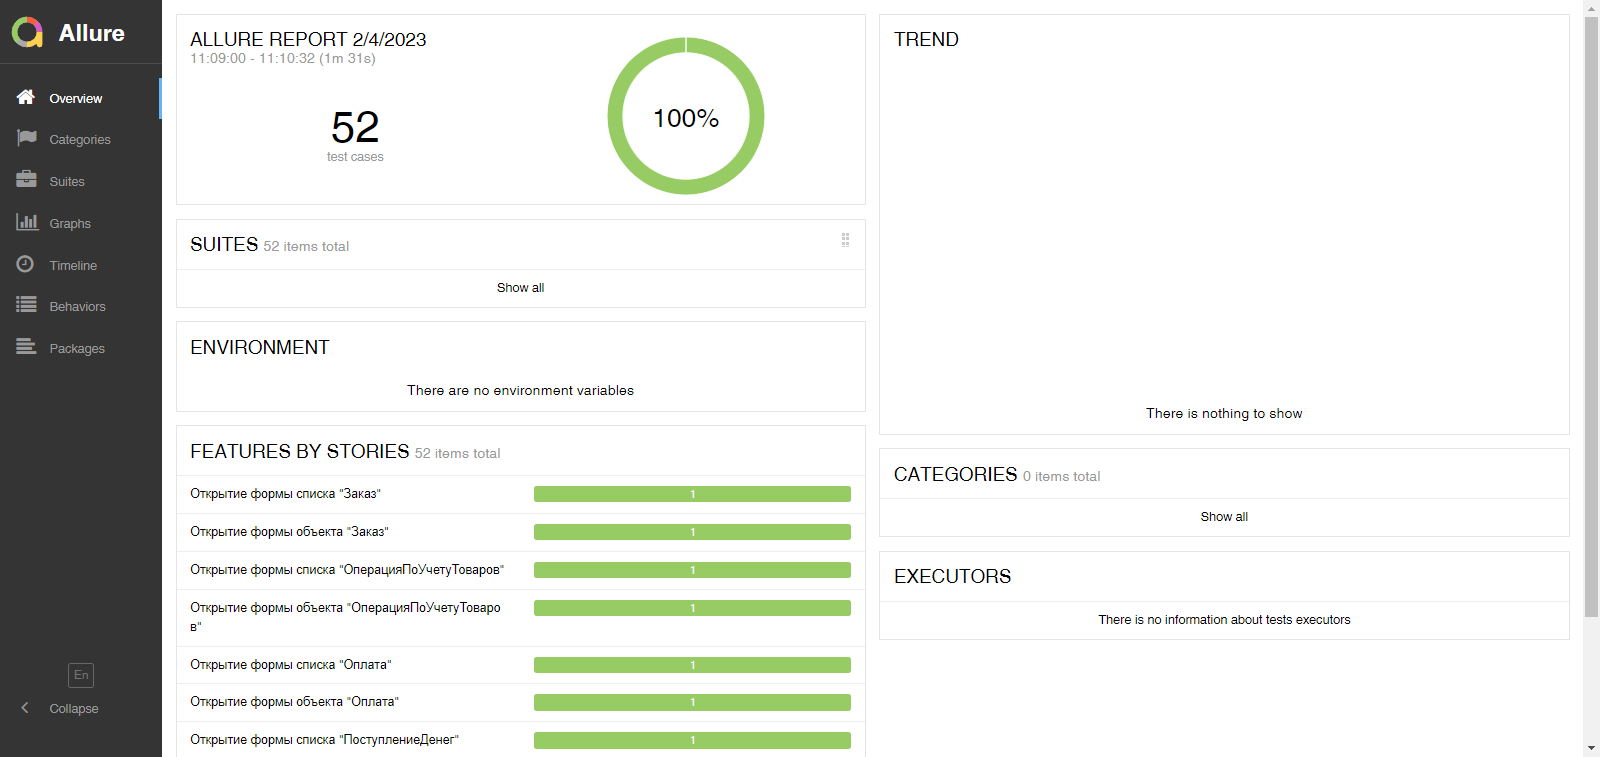 Allure
Overview
Categories
Suites
Graphs
Timeline
Behaviors
Packages
En
Collapse
ALLURE REPORT 2/4/2023
11:09:00 - 11:10:32 (1m 31s)
52
test cases
100%
SUITES 52 items total
Show all
ENVIRONMENT
There are no environment variables
FEATURES BY STORIES 52 items total
Открытие формы списка "Заказ" 1
Открытие формы объекта "Заказ" 1
Открытие формы списка "ОперацияПоУчетуТоваров" 1
Открытие формы объекта "ОперацияПоУчетуТоваро 1
в"
Открытие формы списка "Оплата" 1
Открытие формы объекта "Оплата" 1
Открытие формы списка "ПоступлениеДенег" 1
TREND
There is nothing to show
CATEGORIES 0 items total
Show all
EXECUTORS
There is no information about tests executors